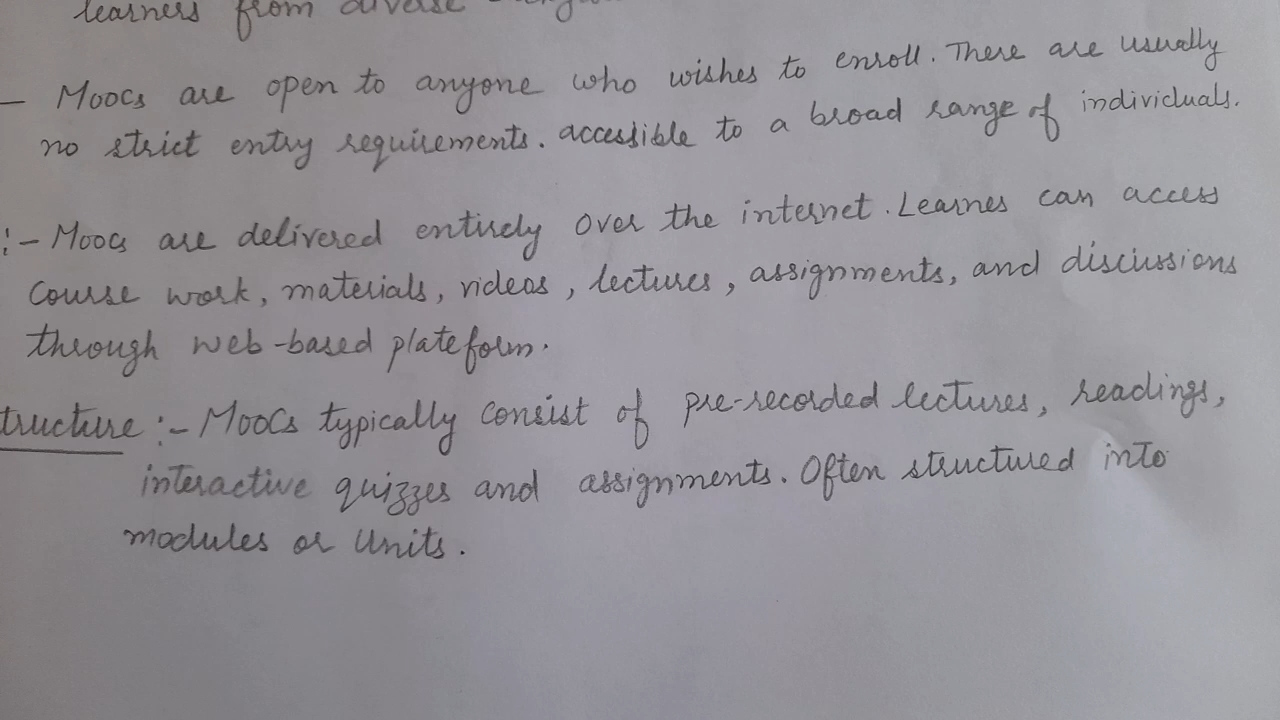 learners from diverse
- MOOCs are open to anyone who wishes to enroll. There are usually
no strict entry requirements. accessible to a broad range of individuals.
:- MOOCs are delivered entirely Over the internet. Learnes can access
Course work, materials, videos, lectures, assignments, and discussions
through web-based plateform.
tructure :- MOOCs typically Consist of pre-recorded lectures, readings,
interactive quizzes and assignments. Often structured into
modules or Units.